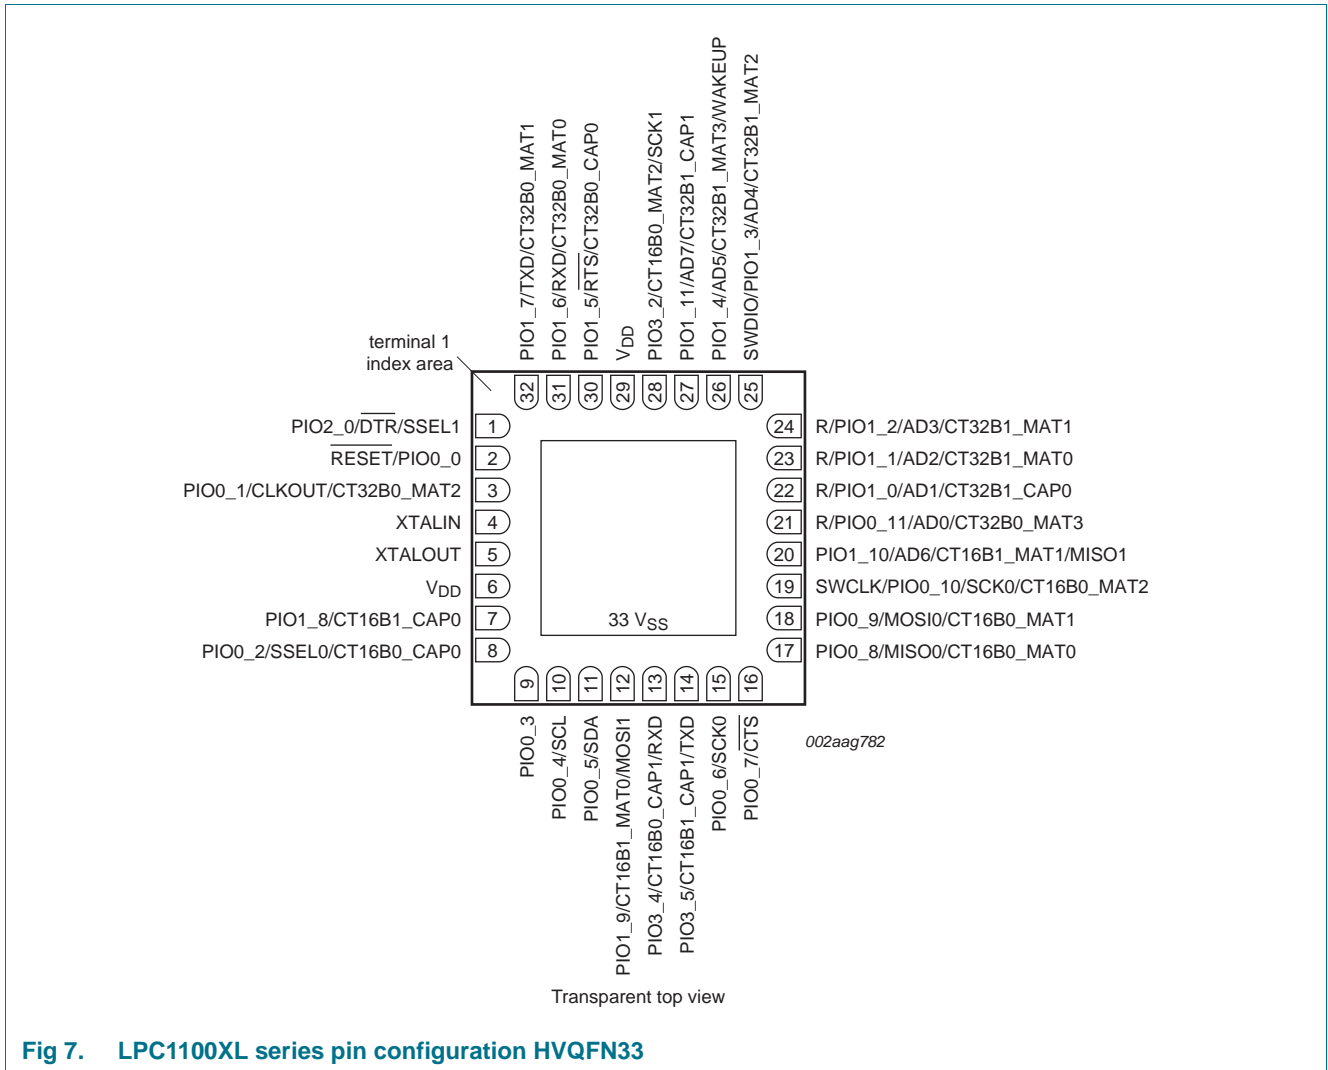 PIO1_7/TXD/CT32B0_MAT1
PIO1_6/RXD/CT32B0_MAT0
PIO1_5/RTS/CT32B0_CAP0
VDD
PIO3_2/CT16B0_MAT2/SCK1
PIO1_11/AD7/CT32B1_CAP1
PIO1_4/AD5/CT32B1_MAT3/WAKEUP
SWDIO/PIO1_3/AD4/CT32B1_MAT2
terminal 1
index area
32
31
30
29
28
27
26
25
PIO2_0/DTR/SSEL1
1
RESET/PIO0_0
2
PIO0_1/CLKOUT/CT32B0_MAT2
3
XTALIN
4
XTALOUT
5
VDD
6
PIO1_8/CT16B1_CAP0
7
PIO0_2/SSEL0/CT16B0_CAP0
8
24
R/PIO1_2/AD3/CT32B1_MAT1
23
R/PIO1_1/AD2/CT32B1_MAT0
22
R/PIO1_0/AD1/CT32B1_CAP0
21
R/PIO0_11/AD0/CT32B0_MAT3
20
PIO1_10/AD6/CT16B1_MAT1/MISO1
19
SWCLK/PIO0_10/SCK0/CT16B0_MAT2
18
PIO0_9/MOSI0/CT16B0_MAT1
17
PIO0_8/MISO0/CT16B0_MAT0
33 VSS
9
10
11
12
13
14
15
16
PIO0_3
PIO0_4/SCL
PIO0_5/SDA
PIO1_9/CT16B1_MAT0/MOSI1
PIO3_4/CT16B0_CAP1/RXD
PIO3_5/CT16B1_CAP1/TXD
PIO0_6/SCK0
PIO0_7/CTS
002aag782
Transparent top view
Fig 7. LPC1100XL series pin configuration HVQFN33